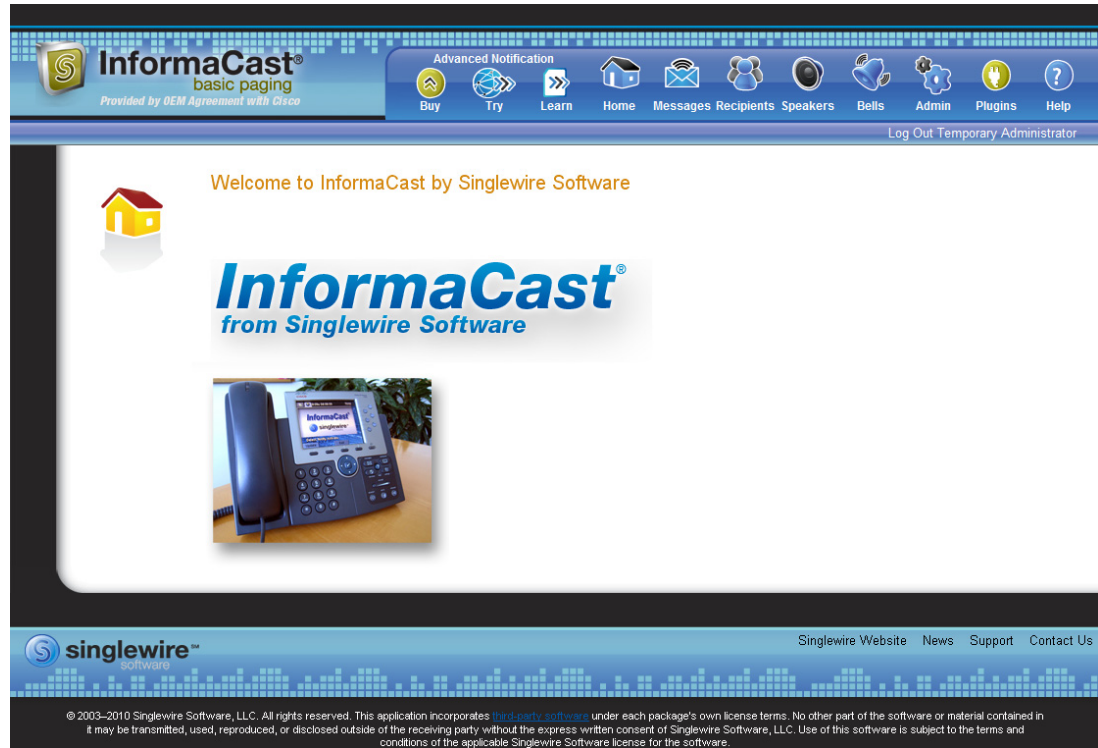 InformaCast®
basic paging
Provided by OEM Agreement with Cisco
Advanced Notification
Buy Try Learn Home Messages Recipients Speakers Bells Admin Plugins Help
Log Out Temporary Administrator
Welcome to InformaCast by Singlewire Software
InformaCast®
from Singlewire Software
InformaCast
singlewire
singlewire℠
software
Singlewire Website News Support Contact Us
© 2003–2010 Singlewire Software, LLC. All rights reserved. This application incorporates third-party software under each package's own license terms. No other part of the software or material contained in
it may be transmitted, used, reproduced, or disclosed outside of the receiving party without the express written consent of Singlewire Software, LLC. Use of this software is subject to the terms and
conditions of the applicable Singlewire Software license for the software.